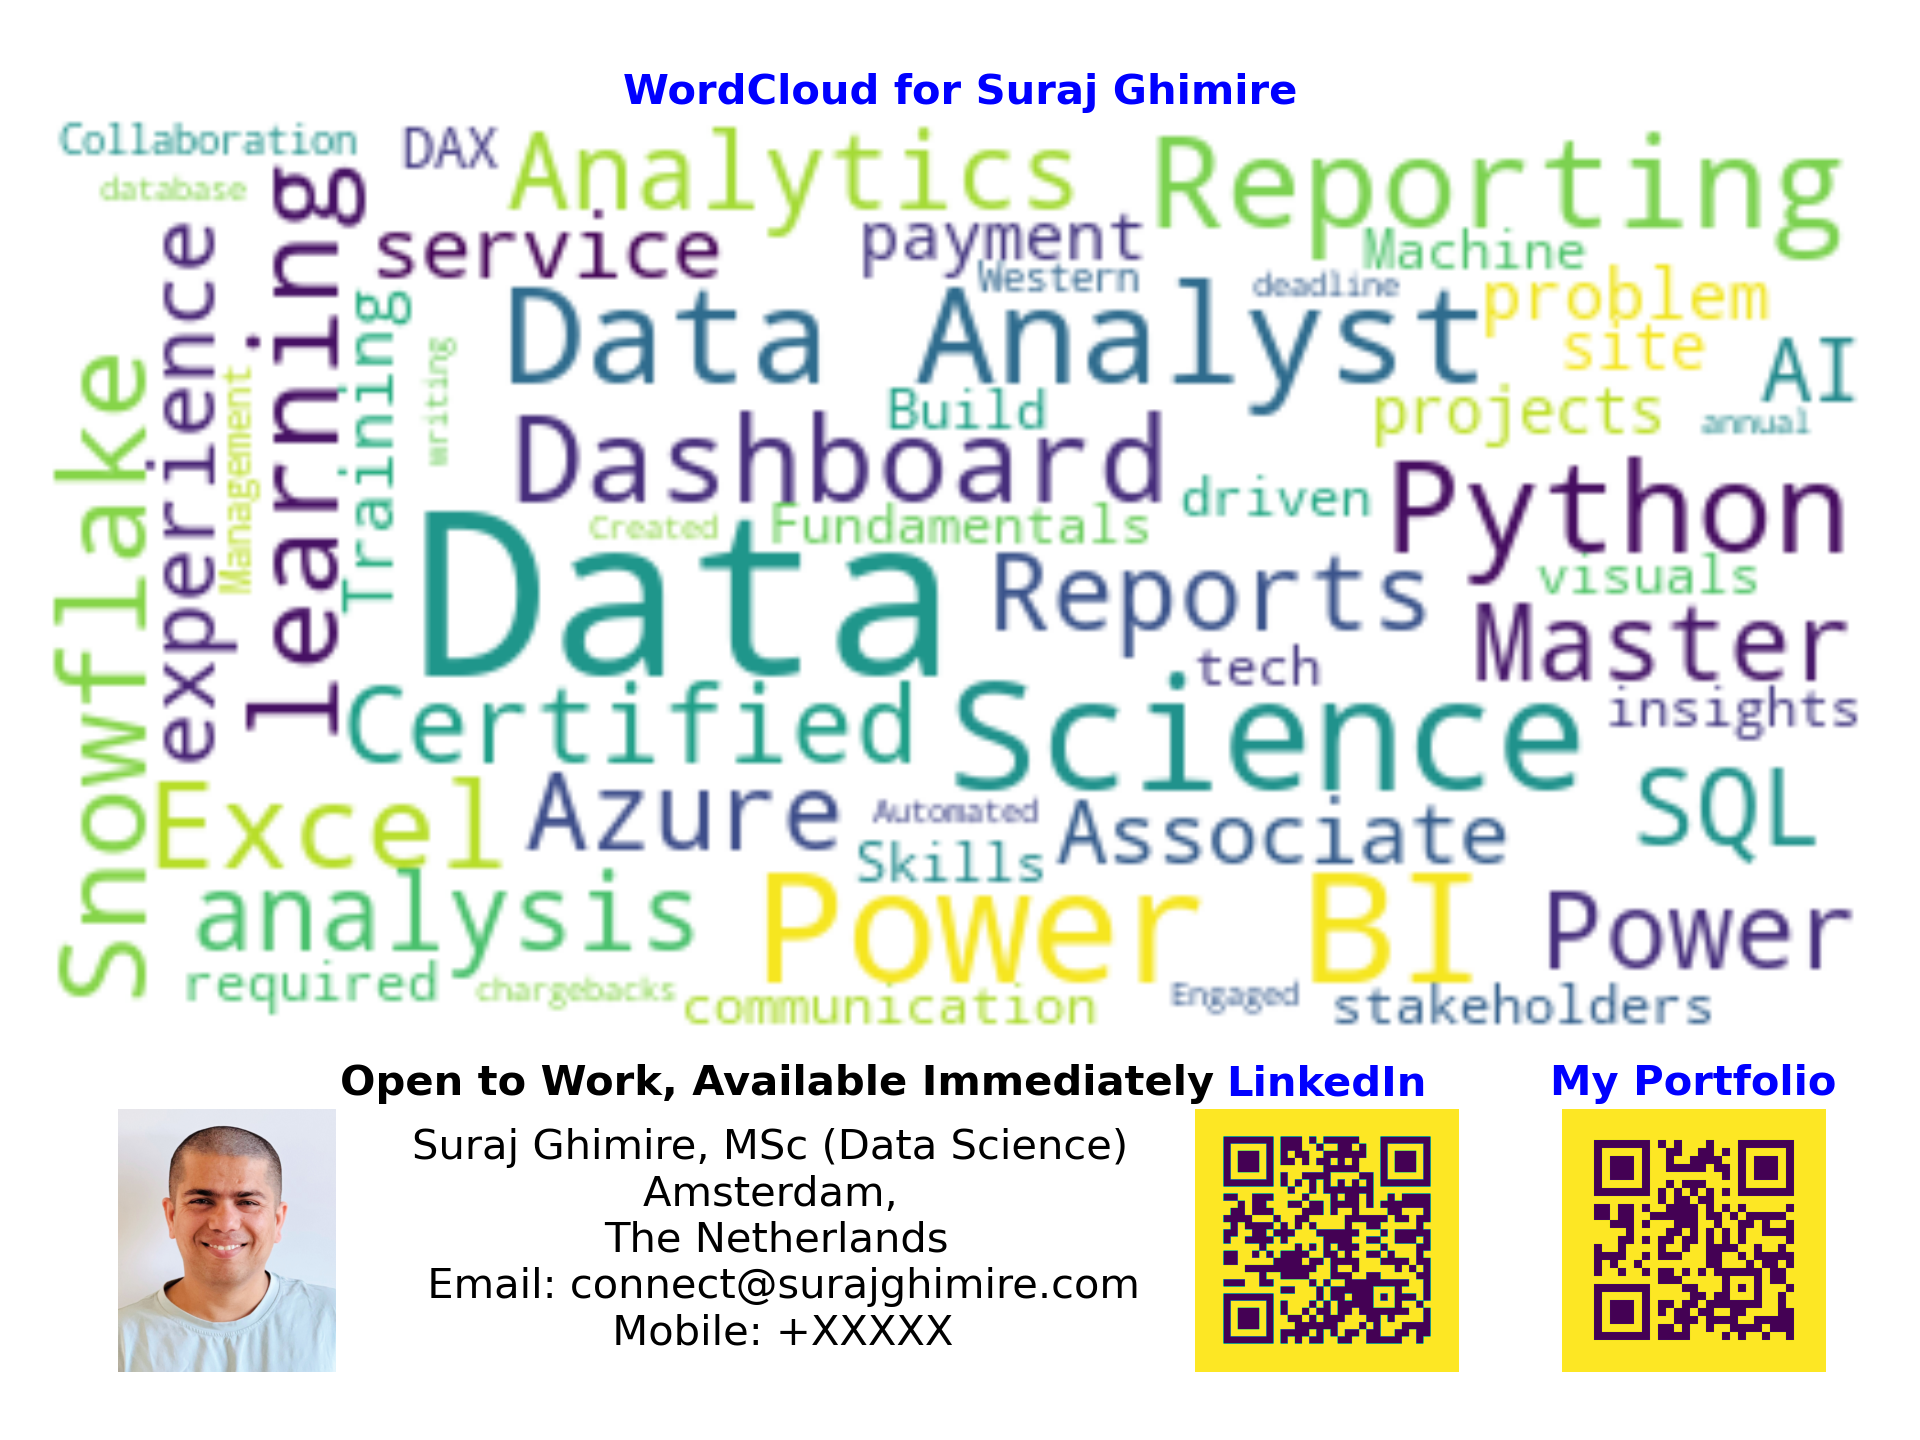 WordCloud for Suraj Ghimire
Collaboration
DAX
Analytics
Reporting
database
learning
service
payment
Machine
experience
Western
deadline
problem
Training
Data Analyst
site
AI
writing
Snowflake
Management
Build
projects
annual
Dashboard
driven
Python
Created
Fundamentals
Data
Reports
visuals
Master
tech
Certified
Science
insights
Excel
Azure
Automated
Associate
SQL
Skills
analysis
Power BI
Power
required
chargebacks
communication
Engaged
stakeholders
Open to Work, Available Immediately
LinkedIn
My Portfolio
Suraj Ghimire, MSc (Data Science)
Amsterdam,
The Netherlands
Email: connect@surajghimire.com
Mobile: +XXXXX